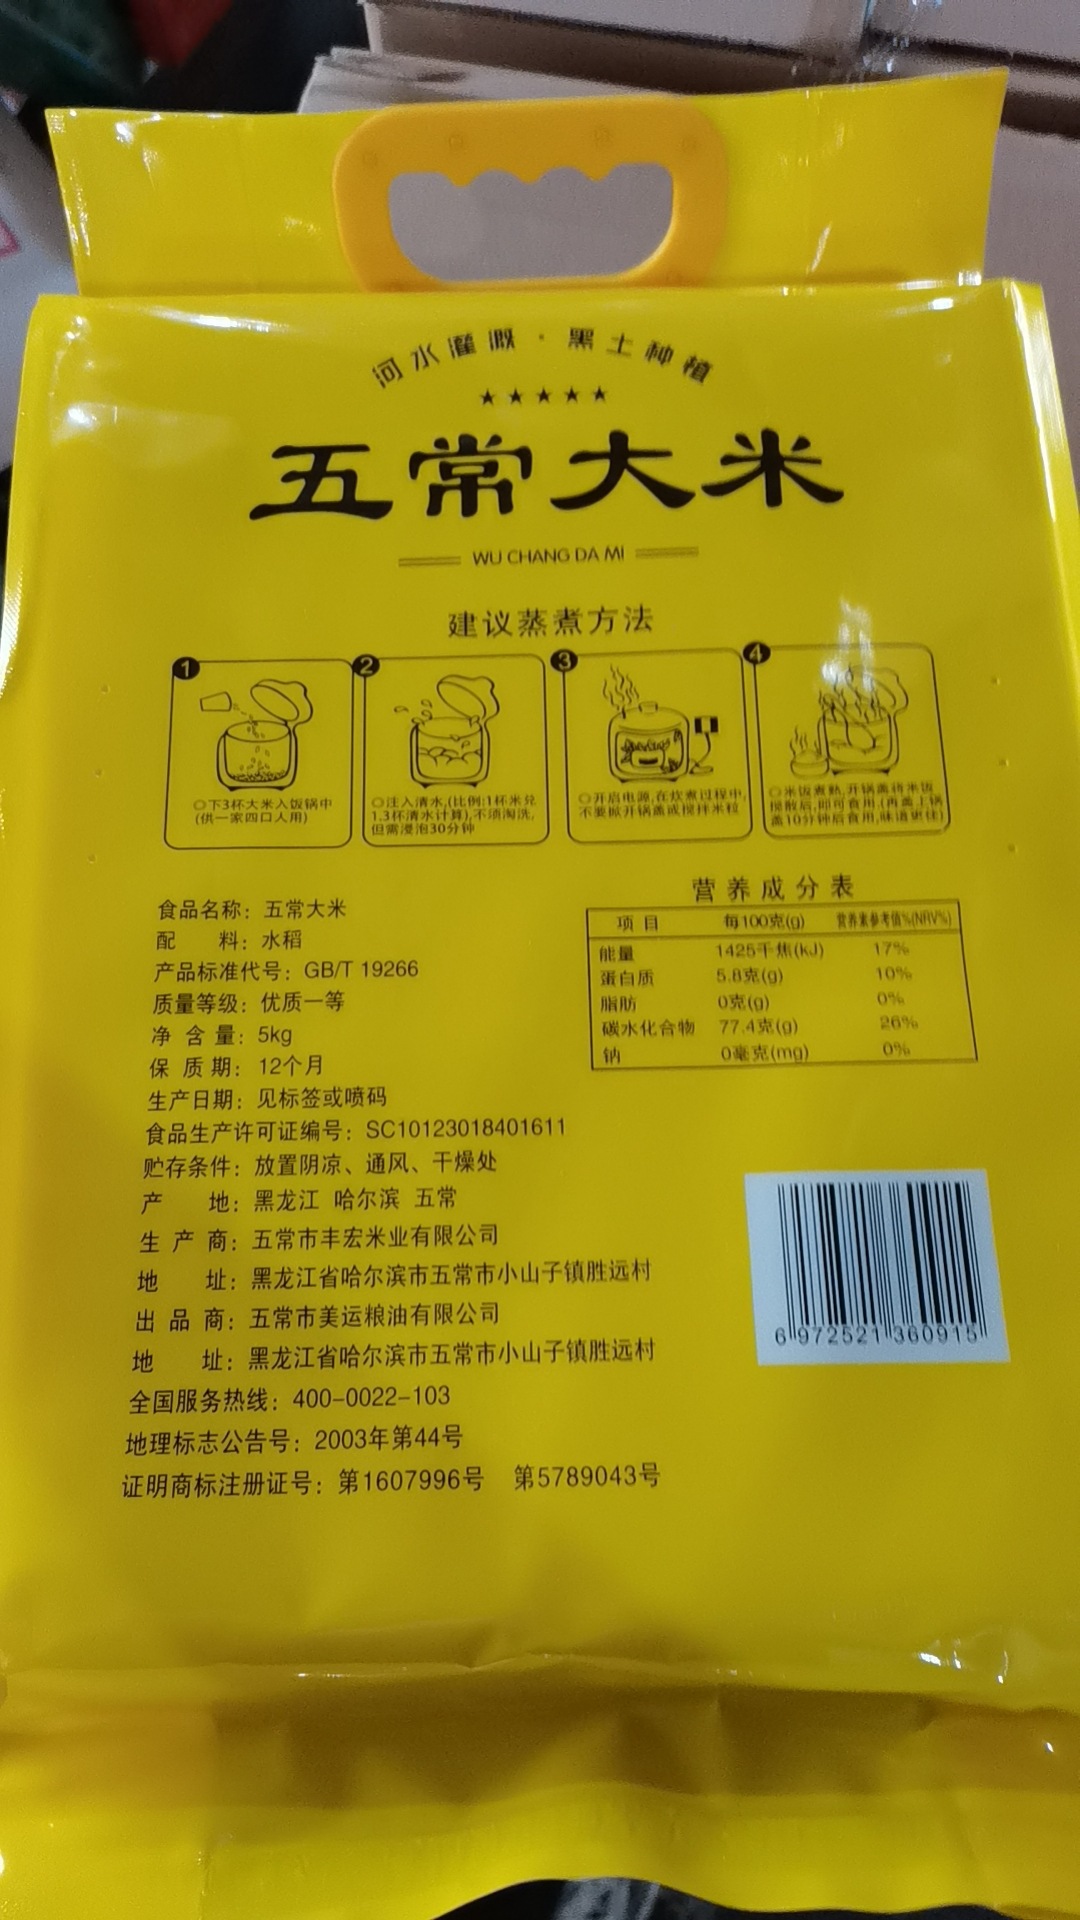 河水灌溉·黑土种植
★★★★★
五常大米
WU CHANG DA MI
建议蒸煮方法
1
○下3杯大米入饭锅中
(供一家四口人用)
2
○注入清水,(比例:1杯米兑
1.3杯清水计算),不须淘洗,
但需浸泡30分钟
3
○开启电源,在炊煮过程中,
不要掀开锅盖或搅拌米粒
4
○米饭煮熟,开锅盖将米饭
搅散后,即可食用,(再盖上锅
盖10分钟后食用,味道更佳)
食品名称：五常大米
配 料：水稻
产品标准代号：GB/T 19266
质量等级：优质一等
净 含 量：5kg
保 质 期：12个月
生产日期：见标签或喷码
食品生产许可证编号：SC10123018401611
贮存条件：放置阴凉、通风、干燥处
产 地：黑龙江 哈尔滨 五常
生 产 商：五常市丰宏米业有限公司
地 址：黑龙江省哈尔滨市五常市小山子镇胜远村
出 品 商：五常市美运粮油有限公司
地 址：黑龙江省哈尔滨市五常市小山子镇胜远村
全国服务热线：400-0022-103
地理标志公告号：2003年第44号
证明商标注册证号：第1607996号 第5789043号
营养成分表
项目 每100克(g) 营养素参考值%(NRV%)
能量 1425千焦(kJ) 17%
蛋白质 5.8克(g) 10%
脂肪 0克(g) 0%
碳水化合物 77.4克(g) 26%
钠 0毫克(mg) 0%
6 972521 360915